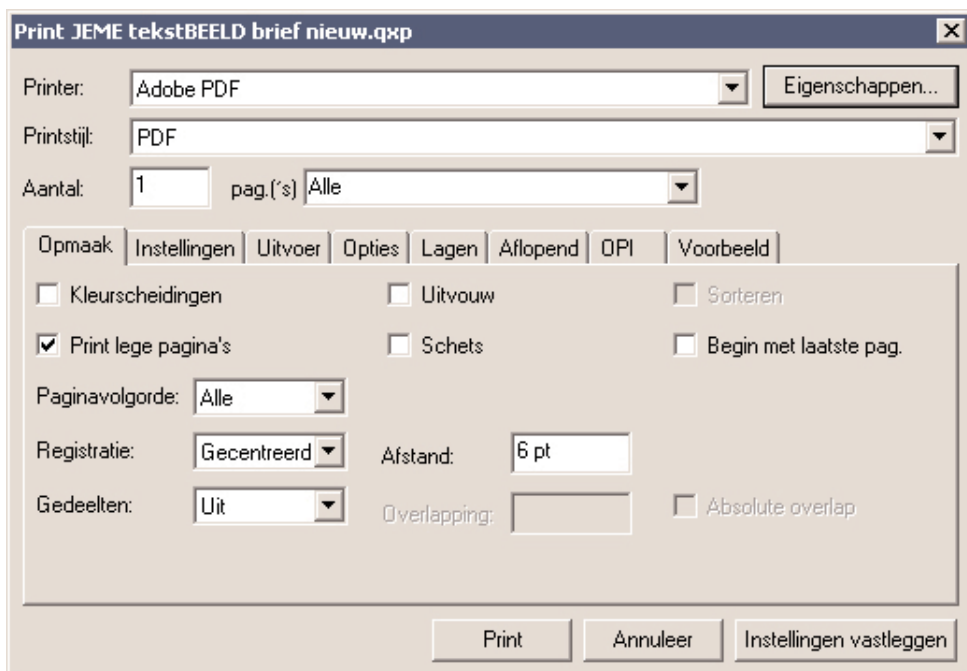 Print JEME tekstBEELD brief nieuw.qxp
Printer: Adobe PDF Eigenschappen...
Printstijl: PDF
Aantal: 1 pag.('s) Alle
Opmaak Instellingen Uitvoer Opties Lagen Aflopend OPI Voorbeeld
Kleurscheidingen Uitvouw Sorteren
Print lege pagina's Schets Begin met laatste pag.
Paginavolgorde: Alle
Registratie: Gecentreerd Afstand: 6 pt
Gedeelten: Uit Overlapping: Absolute overlap
Print Annuleer Instellingen vastleggen